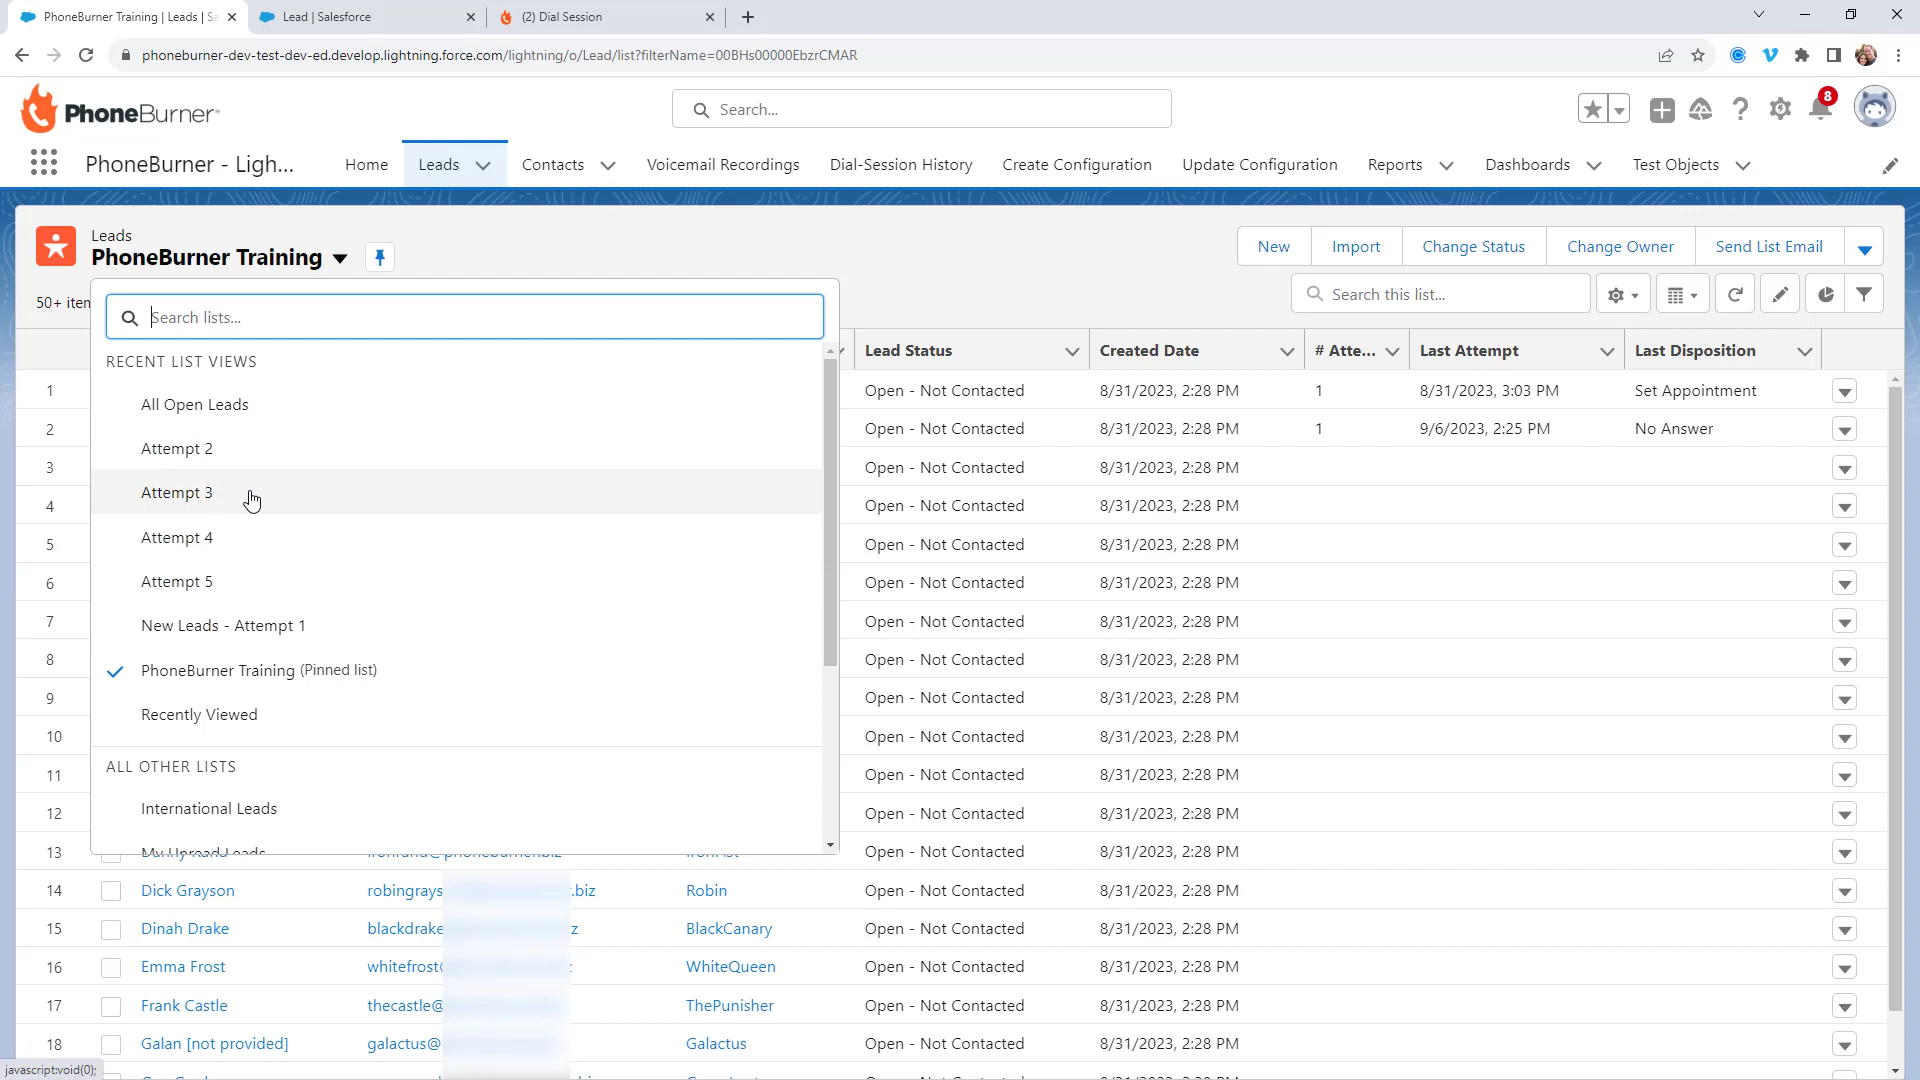 PhoneBurner Training | Leads | Sa
Lead | Salesforce
(2) Dial Session
phoneburner-dev-test-dev-ed.develop.lightning.force.com/lightning/o/Lead/list?filterName=00BHs00000EbzrCMAR
PhoneBurner
Search...
8
PhoneBurner - Ligh...
Home
Leads
Contacts
Voicemail Recordings
Dial-Session History
Create Configuration
Update Configuration
Reports
Dashboards
Test Objects
Leads
PhoneBurner Training
New
Import
Change Status
Change Owner
Send List Email
50+ item
Search this list...
Search lists...
RECENT LIST VIEWS
All Open Leads
Attempt 2
Attempt 3
Attempt 4
Attempt 5
New Leads - Attempt 1
PhoneBurner Training (Pinned list)
Recently Viewed
ALL OTHER LISTS
International Leads
My Unread Leads
Lead Status Created Date # Atte... Last Attempt Last Disposition
1 Open - Not Contacted 8/31/2023, 2:28 PM 1 8/31/2023, 3:03 PM Set Appointment
2 Open - Not Contacted 8/31/2023, 2:28 PM 1 9/6/2023, 2:25 PM No Answer
3 Open - Not Contacted 8/31/2023, 2:28 PM
4 Open - Not Contacted 8/31/2023, 2:28 PM
5 Open - Not Contacted 8/31/2023, 2:28 PM
6 Open - Not Contacted 8/31/2023, 2:28 PM
7 Open - Not Contacted 8/31/2023, 2:28 PM
8 Open - Not Contacted 8/31/2023, 2:28 PM
9 Open - Not Contacted 8/31/2023, 2:28 PM
10 Open - Not Contacted 8/31/2023, 2:28 PM
11 Open - Not Contacted 8/31/2023, 2:28 PM
12 Open - Not Contacted 8/31/2023, 2:28 PM
13 Open - Not Contacted 8/31/2023, 2:28 PM
14 Dick Grayson robingrays .biz Robin Open - Not Contacted 8/31/2023, 2:28 PM
15 Dinah Drake blackdrake z BlackCanary Open - Not Contacted 8/31/2023, 2:28 PM
16 Emma Frost whitefrost WhiteQueen Open - Not Contacted 8/31/2023, 2:28 PM
17 Frank Castle thecastle@ ThePunisher Open - Not Contacted 8/31/2023, 2:28 PM
18 Galan [not provided] galactus@ Galactus Open - Not Contacted 8/31/2023, 2:28 PM
javascript:void(0);